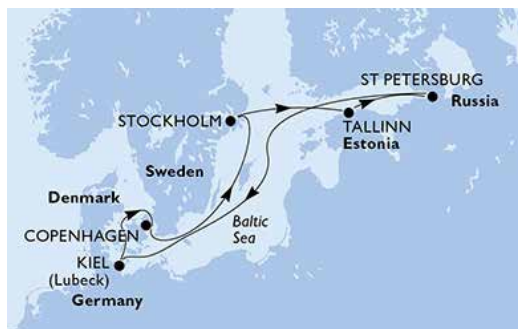 ST PETERSBURG
Russia
STOCKHOLM
TALLINN
Estonia
Sweden
Denmark
COPENHAGEN
Baltic
Sea
KIEL
(Lubeck)
Germany